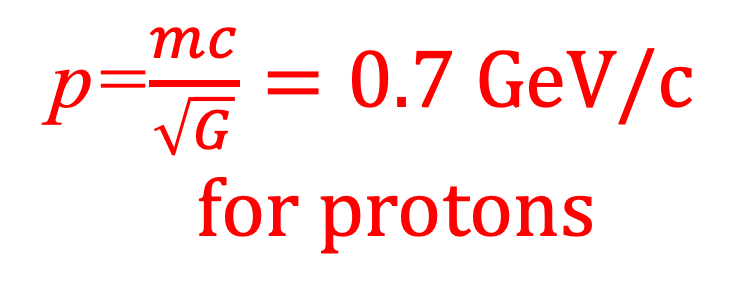 p=mc/√G = 0.7 GeV/c
for protons